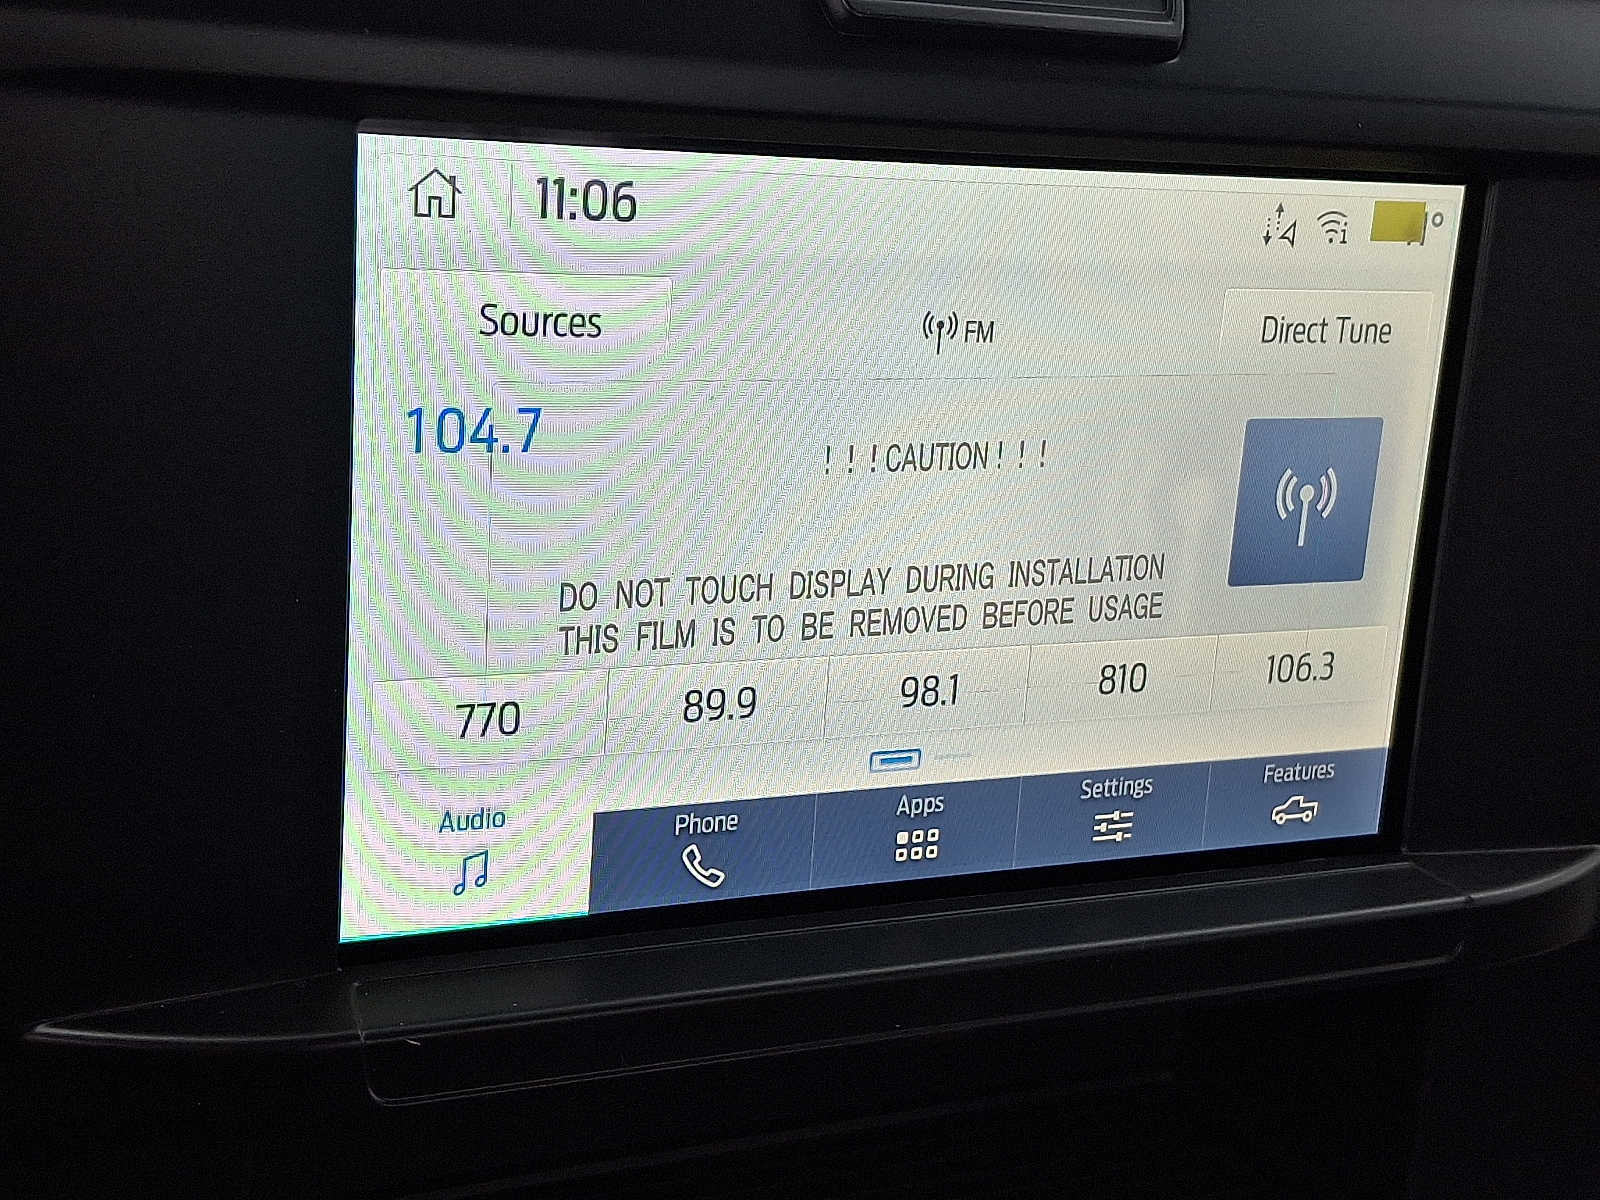 11:06
Sources
FM
Direct Tune
104.7
! ! ! CAUTION ! ! !
DO NOT TOUCH DISPLAY DURING INSTALLATION
THIS FILM IS TO BE REMOVED BEFORE USAGE
770 89.9 98.1 810 106.3
Audio Phone Apps Settings Features